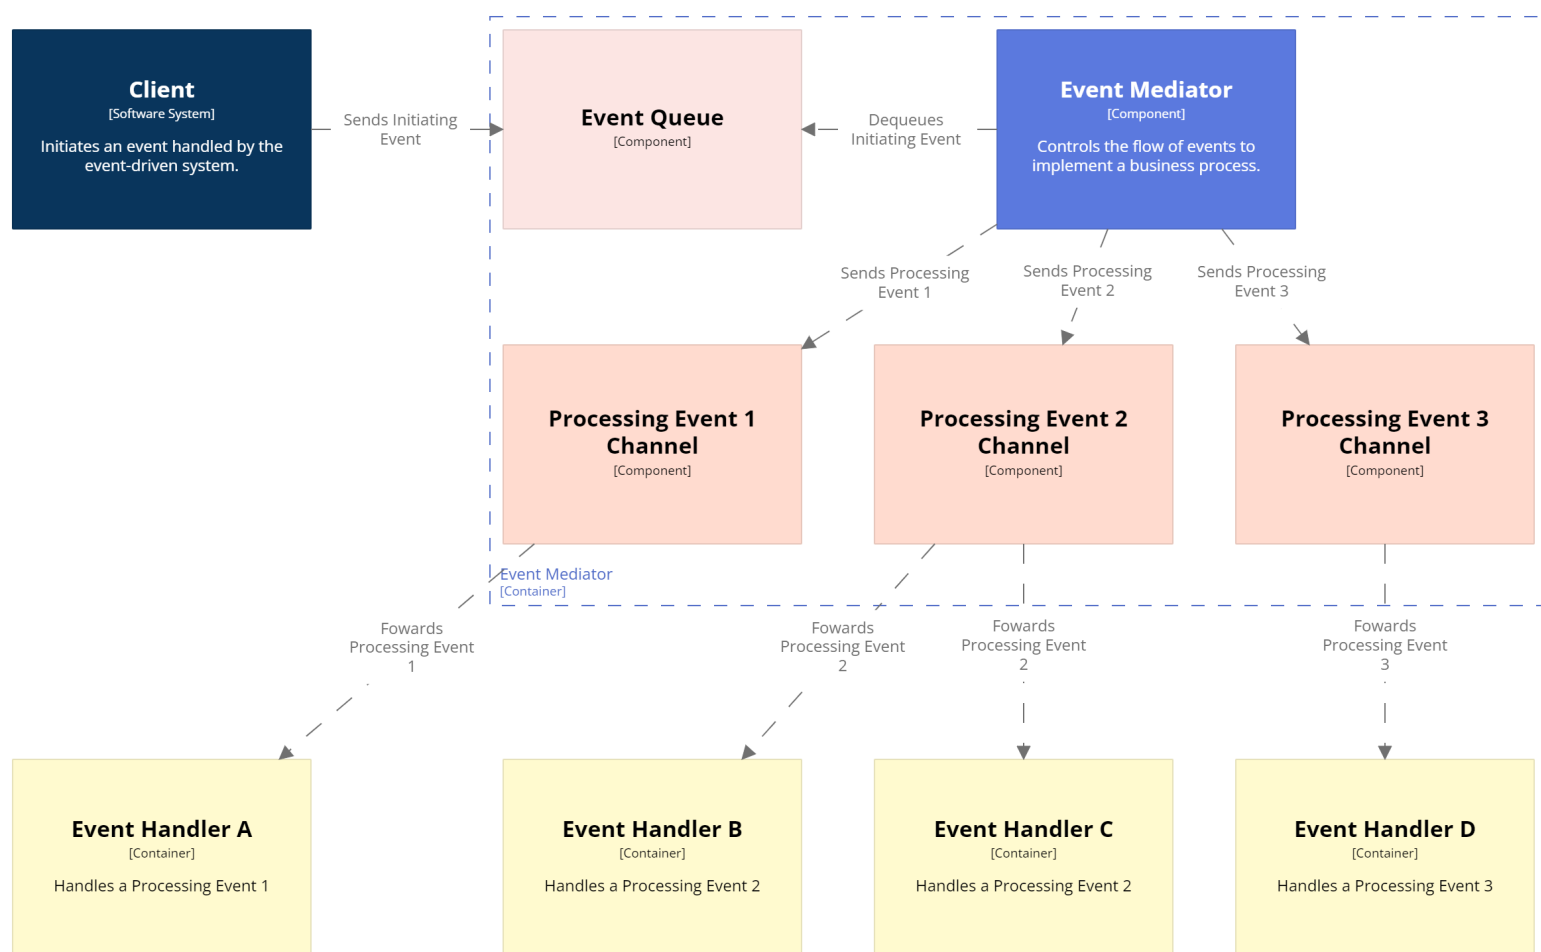 Client
[Software System]
Initiates an event handled by the
event-driven system.
Sends Initiating
Event
Event Queue
[Component]
Dequeues
Initiating Event
Event Mediator
[Component]
Controls the flow of events to
implement a business process.
Sends Processing
Event 1
Sends Processing
Event 2
Sends Processing
Event 3
Processing Event 1
Channel
[Component]
Processing Event 2
Channel
[Component]
Processing Event 3
Channel
[Component]
Event Mediator
[Container]
Fowards
Processing Event
1
Fowards
Processing Event
2
Fowards
Processing Event
2
Fowards
Processing Event
3
Event Handler A
[Container]
Handles a Processing Event 1
Event Handler B
[Container]
Handles a Processing Event 2
Event Handler C
[Container]
Handles a Processing Event 2
Event Handler D
[Container]
Handles a Processing Event 3